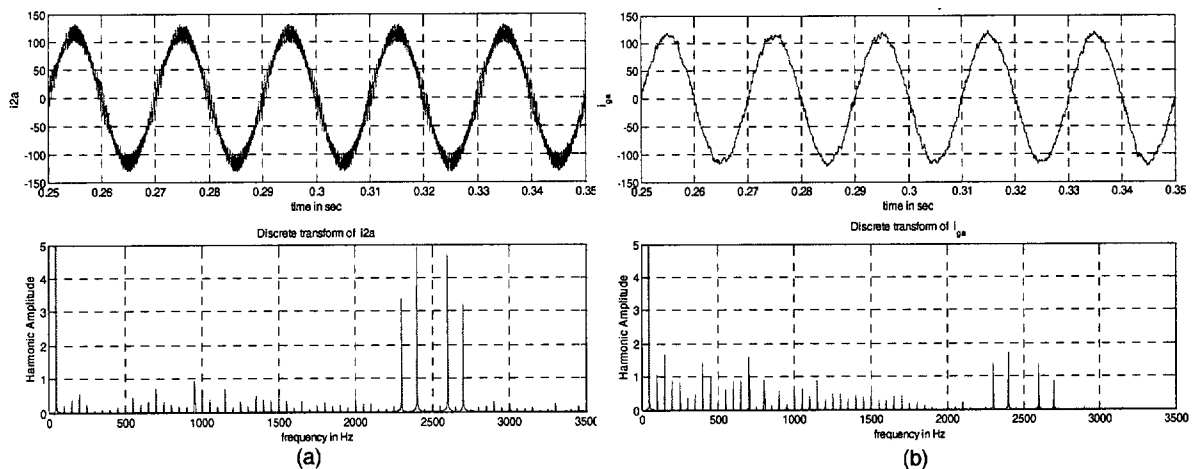 i2a
150
100
50
0
-50
-100
-150
0.25 0.26 0.27 0.28 0.29 0.3 0.31 0.32 0.33 0.34 0.35
time in sec
Discrete transform of i2a
Harmonic Amplitude
5
4
3
2
1
0
0 500 1000 1500 2000 2500 3000 3500
frequency in Hz
(a)
i_ga
150
100
50
0
-50
-100
-150
0.25 0.26 0.27 0.28 0.29 0.3 0.31 0.32 0.33 0.34 0.35
time in sec
Discrete transform of i_ga
Harmonic Amplitude
5
4
3
2
1
0
0 500 1000 1500 2000 2500 3000 3500
frequency in Hz
(b)